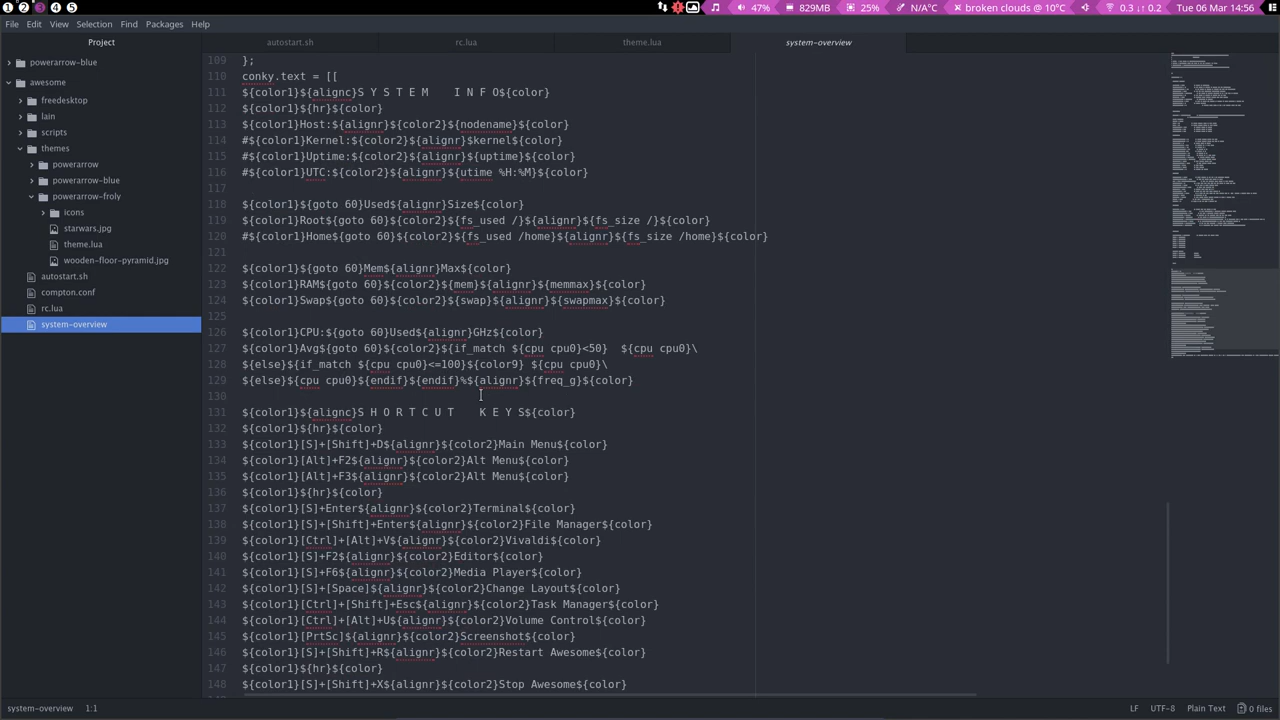 1 2 3 4 5
47% 829MB 25% N/A°C broken clouds @ 10°C 0.3 ↓↑ 0.2 Tue 06 Mar 14:56
File Edit View Selection Find Packages Help
Project
autostart.sh rc.lua theme.lua system-overview
powerarrow-blue
awesome
freedesktop
lain
scripts
themes
powerarrow
powerarrow-blue
powerarrow-froly
icons
starwars.jpg
theme.lua
wooden-floor-pyramid.jpg
autostart.sh
compton.conf
rc.lua
system-overview
109 };
110 conky.text = [[
111 ${color1}${alignc}S Y S T E M    I N F O${color}
112 ${color1}${hr}${color}
113 ${color1}Host:${alignr}${color2}${nodename}${color}
114 #${color1}Kernel:${color2}${alignr}${kernel}${color}
115 #${color1}Uptime:${color2}${alignr}${uptime}${color}
116 ${color1}UTC:${color2}${alignr}${utime %H:%M}${color}
117
118 ${color1}${goto 60}Used${alignr}Size${color}
119 ${color1}Root${goto 60}${color2}${fs_used /}${alignr}${fs_size /}${color}
120 #${color1}Home${goto 60}${color2}${fs_used /home}${alignr}${fs_size /home}${color}
121
122 ${color1}${goto 60}Mem${alignr}Max${color}
123 ${color1}RAM${goto 60}${color2}${mem}${alignr}${memmax}${color}
124 ${color1}Swap${goto 60}${color2}${swap}${alignr}${swapmax}${color}
125
126 ${color1}CPU:${goto 60}Used${alignr}GHz${color}
127 ${color1}Avg${goto 60}${color2}${if_match ${cpu cpu0}<50}  ${cpu cpu0}\
128 ${else}${if_match ${cpu cpu0}<=100}${color3} ${cpu cpu0}\
129 ${else}${cpu cpu0}${endif}${endif}%${alignr}${freq_g}${color}
130
131 ${color1}${alignc}S H O R T C U T    K E Y S${color}
132 ${color1}${hr}${color}
133 ${color1}[S]+[Shift]+D${alignr}${color2}Main Menu${color}
134 ${color1}[Alt]+F2${alignr}${color2}Alt Menu${color}
135 ${color1}[Alt]+F3${alignr}${color2}Alt Menu${color}
136 ${color1}${hr}${color}
137 ${color1}[S]+Enter${alignr}${color2}Terminal${color}
138 ${color1}[S]+[Shift]+Enter${alignr}${color2}File Manager${color}
139 ${color1}[Ctrl]+[Alt]+V${alignr}${color2}Vivaldi${color}
140 ${color1}[S]+F2${alignr}${color2}Editor${color}
141 ${color1}[S]+F6${alignr}${color2}Media Player${color}
142 ${color1}[S]+[Space]${alignr}${color2}Change Layout${color}
143 ${color1}[Ctrl]+[Shift]+Esc${alignr}${color2}Task Manager${color}
144 ${color1}[Ctrl]+[Alt]+U${alignr}${color2}Volume Control${color}
145 ${color1}[PrtSc]${alignr}${color2}Screenshot${color}
146 ${color1}[S]+[Shift]+R${alignr}${color2}Restart Awesome${color}
147 ${color1}${hr}${color}
148 ${color1}[S]+[Shift]+X${alignr}${color2}Stop Awesome${color}
system-overview 1:1 LF UTF-8 Plain Text 0 files